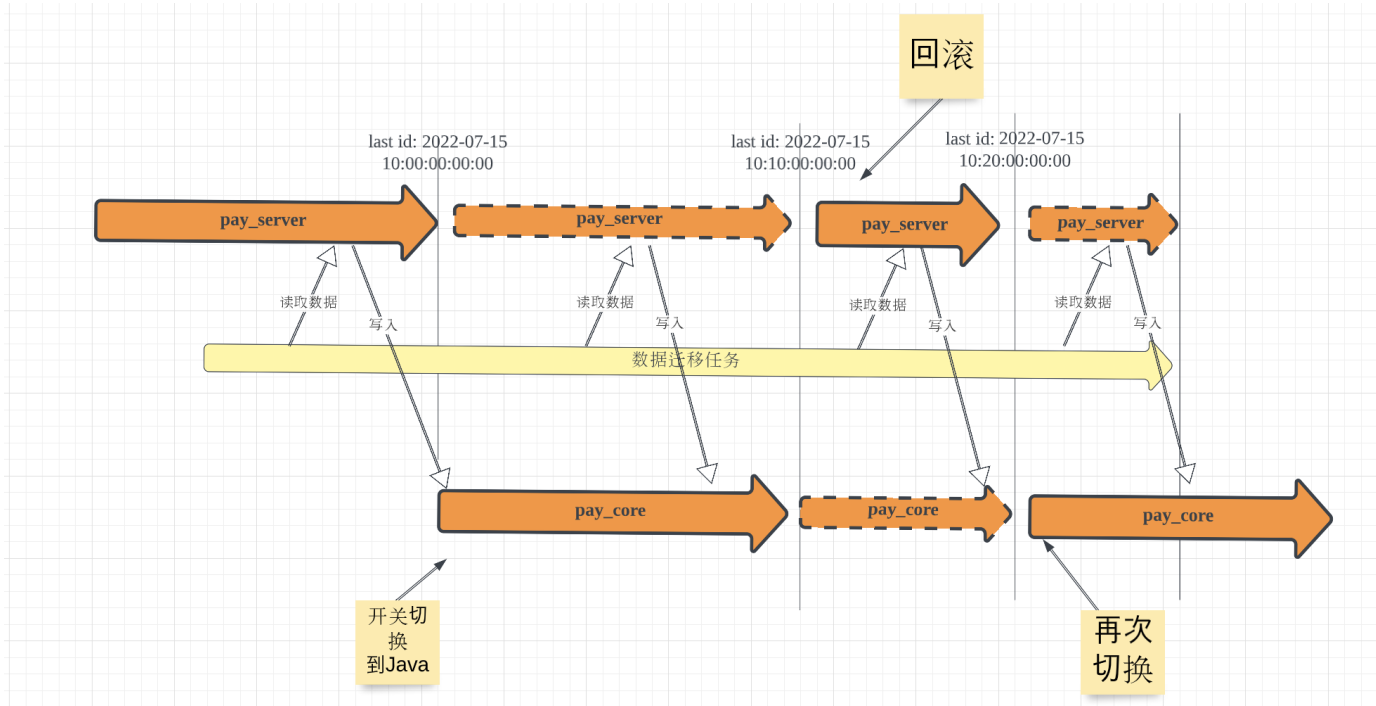 回滚
last id: 2022-07-15
10:00:00:00:00
last id: 2022-07-15
10:10:00:00:00
last id: 2022-07-15
10:20:00:00:00
pay_server
pay_server
pay_server
pay_server
读取数据
读取数据
读取数据
读取数据
写入
写入
写入
写入
数据迁移任务
pay_core
pay_core
pay_core
开关切
换
到Java
再次
切换